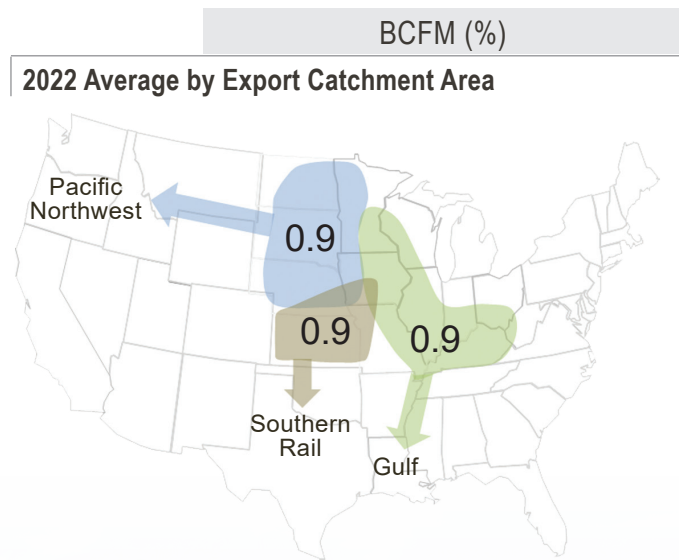 BCFM (%)
2022 Average by Export Catchment Area
Pacific
Northwest
0.9
0.9
0.9
Southern
Rail
Gulf